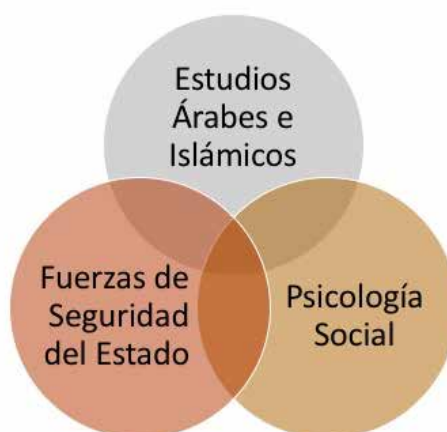 Estudios
Árabes e
Islámicos
Fuerzas de
Seguridad
del Estado
Psicología
Social